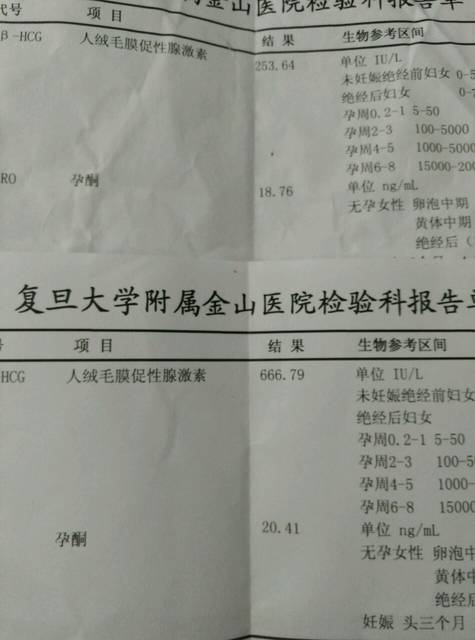 附属金山医院检验科报告单
代号 项目 结果 生物参考区间
β-HCG 人绒毛膜促性腺激素 253.64 单位 IU/L
未妊娠绝经前妇女 0-5
绝经后妇女 0-7
孕周0.2-1 5-50
孕周2-3 100-5000
孕周4-5 1000-5000
孕周6-8 15000-200
RO 孕酮 18.76 单位 ng/mL
无孕女性 卵泡中期
黄体中期
绝经后（
复旦大学附属金山医院检验科报告单
号 项目 结果 生物参考区间
HCG 人绒毛膜促性腺激素 666.79 单位 IU/L
未妊娠绝经前妇女
绝经后妇女
孕周0.2-1 5-50
孕周2-3 100-50
孕周4-5 1000-
孕周6-8 15000
孕酮 20.41 单位 ng/mL
无孕女性 卵泡中
黄体中
绝经后
妊娠 头三个月